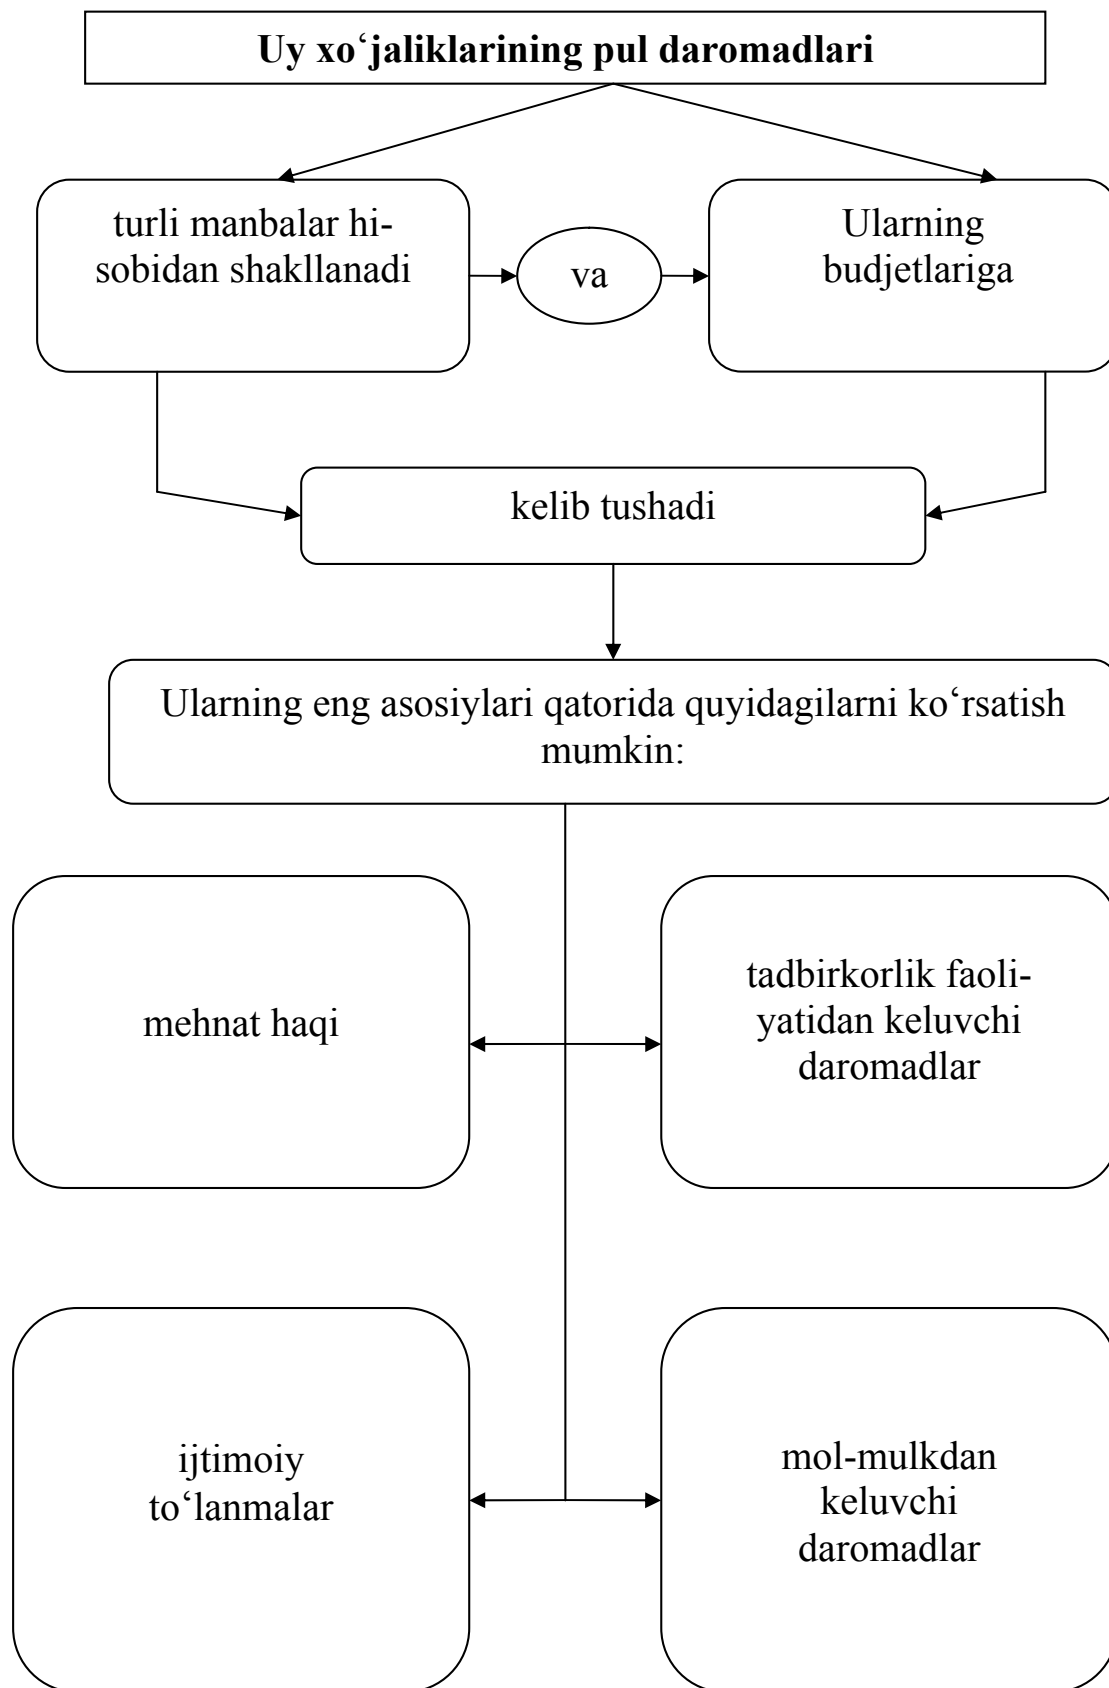 Uy xo‘jaliklarining pul daromadlari
turli manbalar hi-
sobidan shakllanadi
va
Ularning
budjetlariga
kelib tushadi
Ularning eng asosiylari qatorida quyidagilarni ko‘rsatish
mumkin:
mehnat haqi
tadbirkorlik faoli-
yatidan keluvchi
daromadlar
ijtimoiy
to‘lanmalar
mol-mulkdan
keluvchi
daromadlar